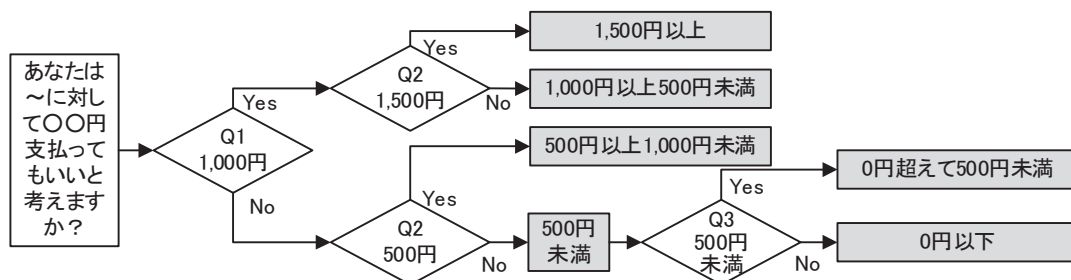 あなたは
～に対し
て〇〇円
支払って
もいいと
考えます
か？
Q1
1,000円
Yes
No
Q2
1,500円
Yes
No
1,500円以上
1,000円以上500円未満
Q2
500円
Yes
No
500円以上1,000円未満
500円
未満
Q3
500円
未満
Yes
No
0円超えて500円未満
0円以下